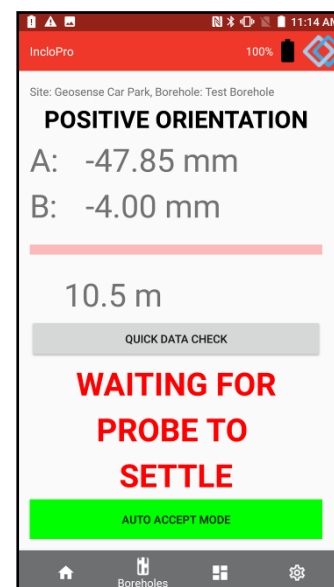 11:14 AM
IncloPro
100%
Site: Geosense Car Park, Borehole: Test Borehole
POSITIVE ORIENTATION
A: -47.85 mm
B: -4.00 mm
10.5 m
QUICK DATA CHECK
WAITING FOR
PROBE TO
SETTLE
AUTO ACCEPT MODE
Boreholes